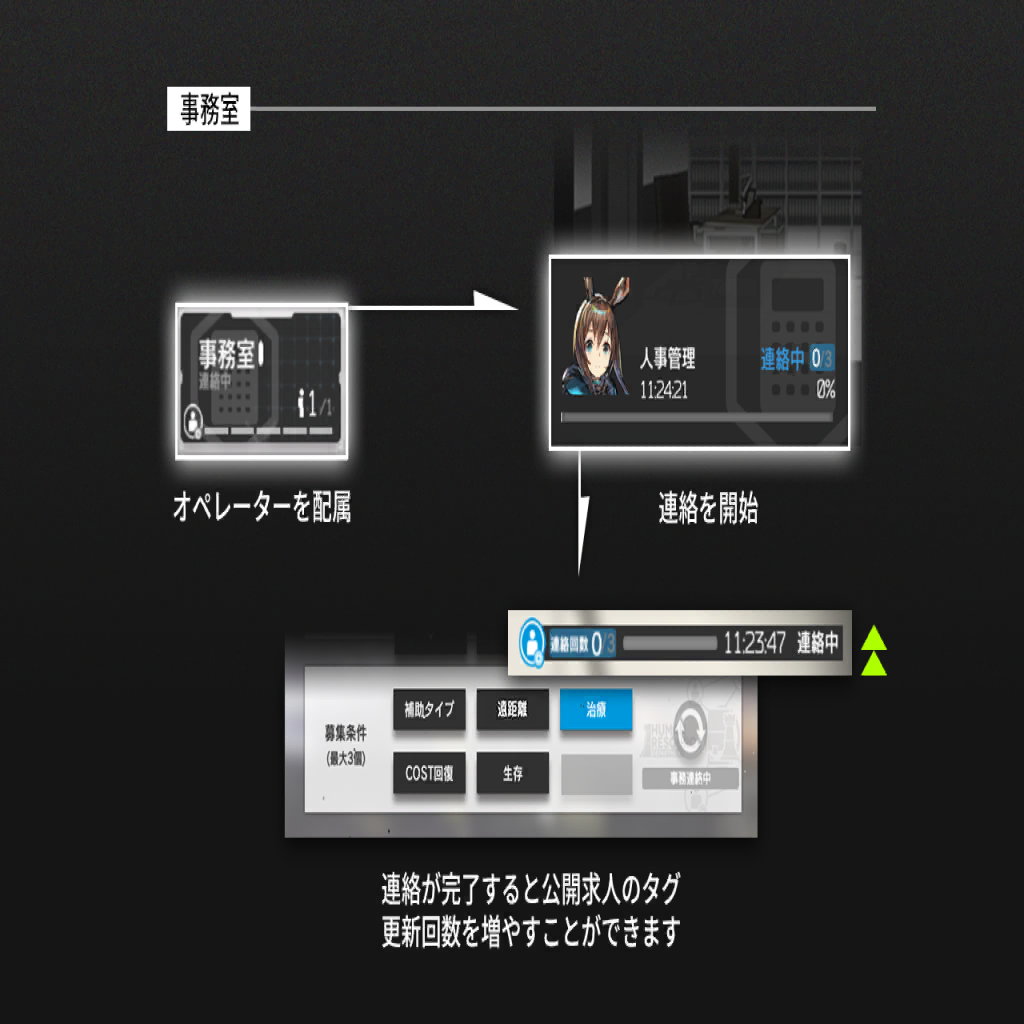 事務室
事務室
連絡中
1/1
オペレーターを配属
人事管理
11:24:21
連絡中 0/3
0%
連絡を開始
連絡回数 0/3 11:23:47 連絡中
募集条件
(最大3個)
補助タイプ 遠距離 治療
COST回復 生存
事務連絡中
連絡が完了すると公開求人のタグ
更新回数を増やすことができます